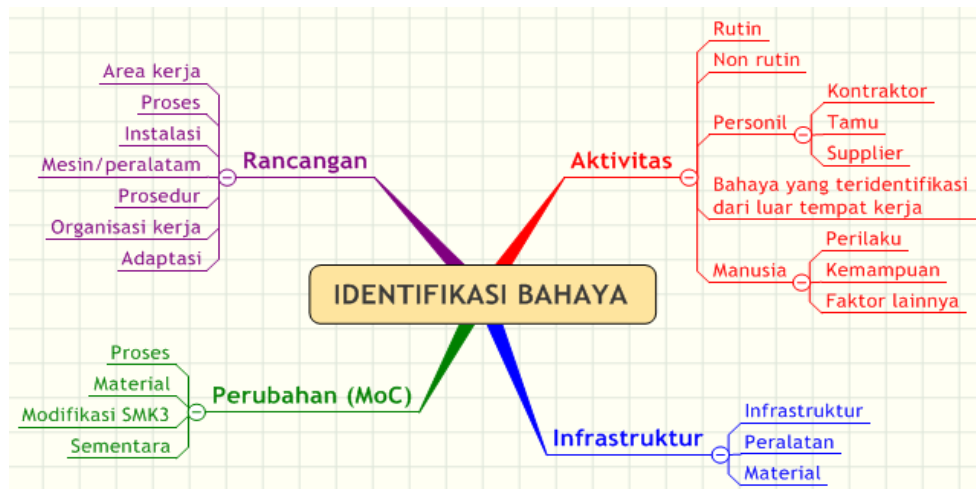 Area kerja
Proses
Instalasi
Mesin/peralatam
Prosedur
Organisasi kerja
Adaptasi
Rancangan
Aktivitas
Rutin
Non rutin
Personil
Kontraktor
Tamu
Supplier
Bahaya yang teridentifikasi
dari luar tempat kerja
Manusia
Perilaku
Kemampuan
Faktor lainnya
IDENTIFIKASI BAHAYA
Proses
Material
Modifikasi SMK3
Sementara
Perubahan (MoC)
Infrastruktur
Infrastruktur
Peralatan
Material